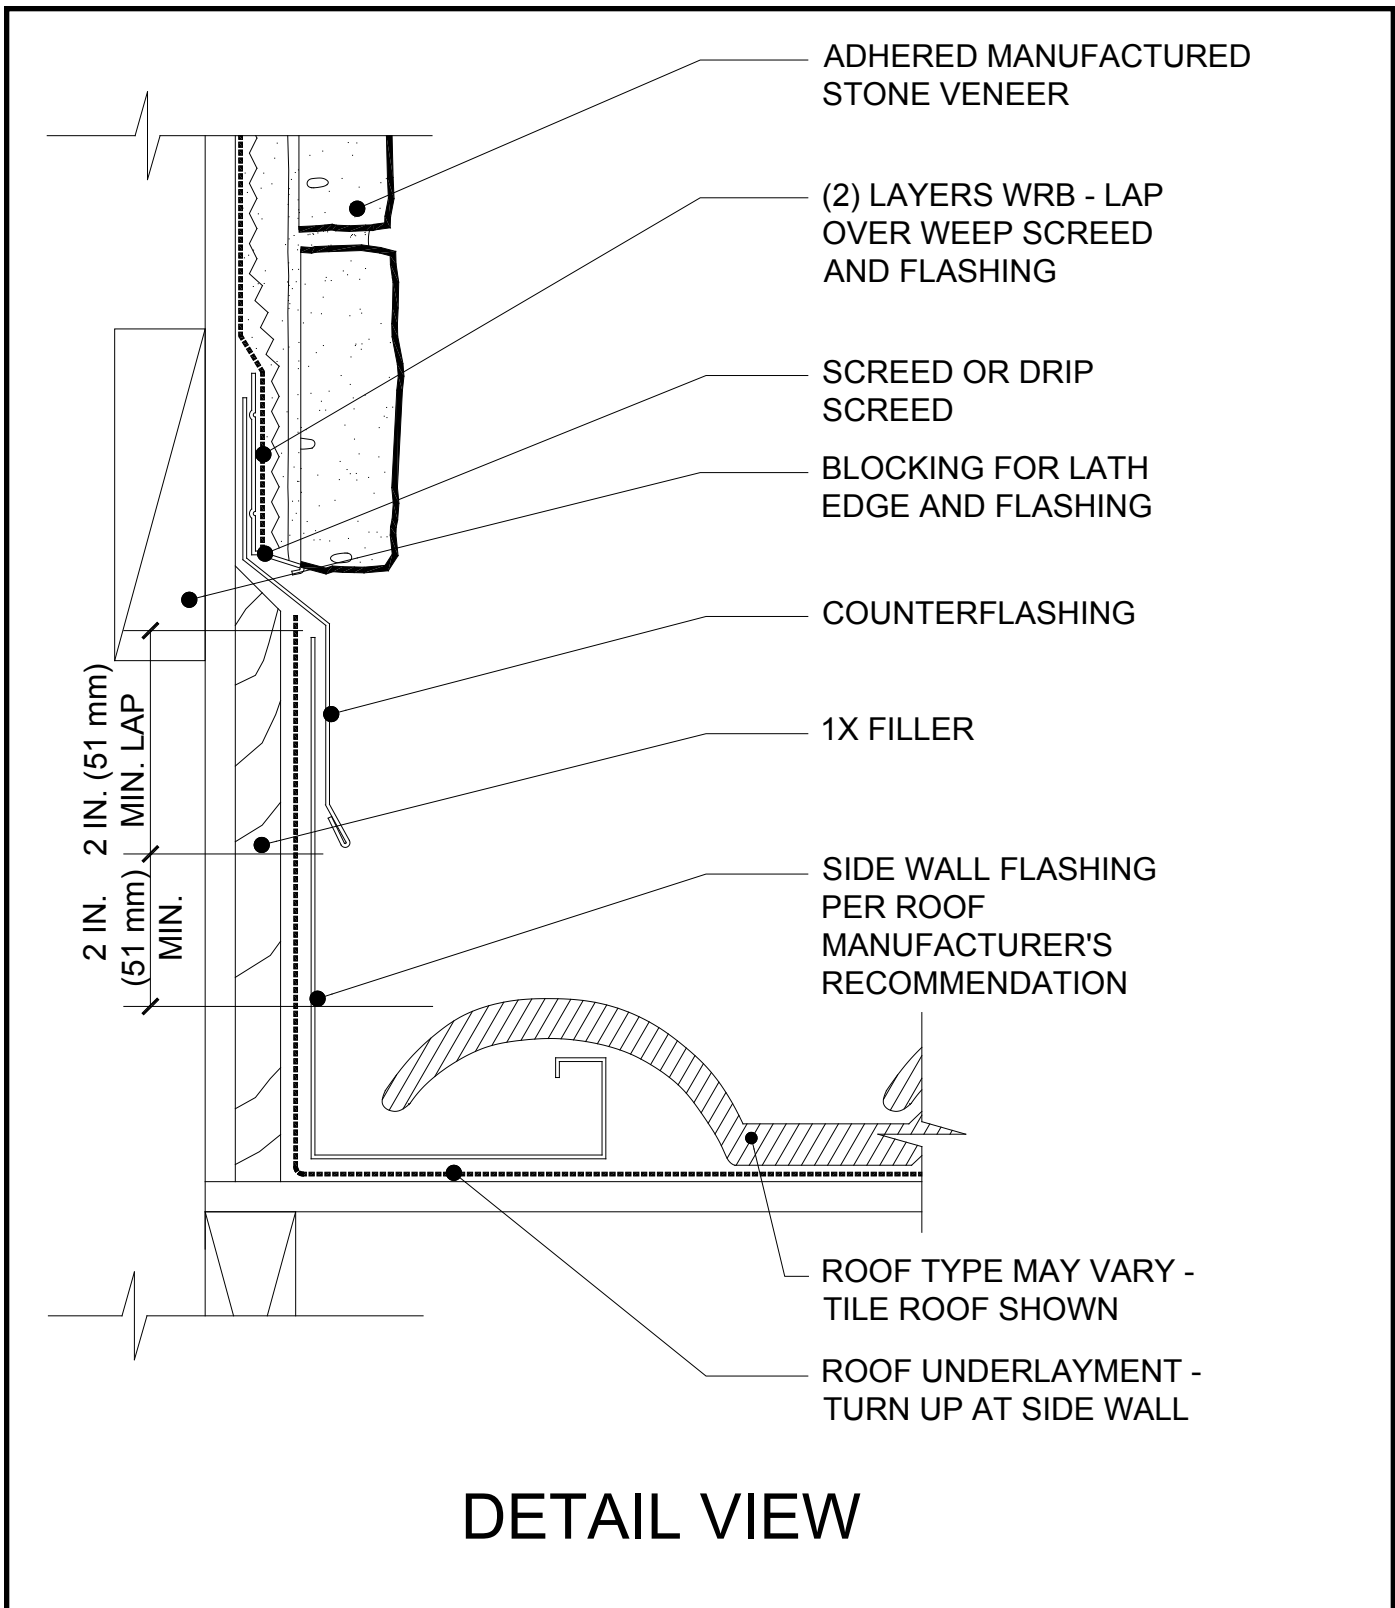 ADHERED MANUFACTURED
STONE VENEER
(2) LAYERS WRB - LAP
OVER WEEP SCREED
AND FLASHING
SCREED OR DRIP
SCREED
BLOCKING FOR LATH
EDGE AND FLASHING
COUNTERFLASHING
1X FILLER
2 IN. (51 mm)
MIN. LAP
2 IN.
(51 mm)
MIN.
SIDE WALL FLASHING
PER ROOF
MANUFACTURER'S
RECOMMENDATION
ROOF TYPE MAY VARY -
TILE ROOF SHOWN
ROOF UNDERLAYMENT -
TURN UP AT SIDE WALL
DETAIL VIEW